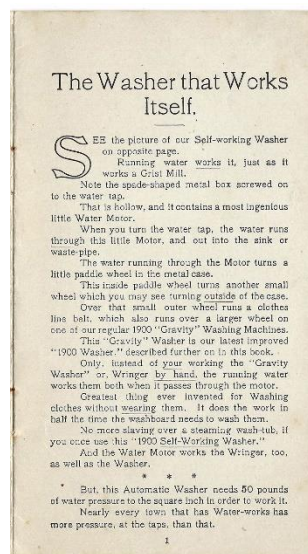 The Washer that Works
Itself.
SEE the picture of our Self-working Washer
on opposite page.
Running water works it, just as it
works a Grist Mill.
Note the spade-shaped metal box screwed on
to the water tap.
That is hollow, and it contains a most ingenious
little Water Motor.
When you turn the water tap, the water runs
through this little Motor, and out into the sink or
waste-pipe.
The water running through the Motor turns a
little paddle wheel in the metal case.
This inside paddle wheel turns another small
wheel which you may see turning outside of the case.
Over that small outer wheel runs a clothes
line belt, which also runs over a larger wheel on
one of our regular 1900 "Gravity" Washing Machines.
This "Gravity" Washer is our latest improved
"1900 Washer," described further on in this book.
Only, instead of your working the "Gravity
Washer" or, Wringer by hand, the running water
works them both when it passes through the motor.
Greatest thing ever invented for Washing
clothes without wearing them. It does the work in
half the time the washboard needs to wash them.
No more slaving over a steaming wash-tub, if
you once use this "1900 Self-Working Washer."
And the Water Motor works the Wringer, too,
as well as the Washer.
* * *
But, this Automatic Washer needs 50 pounds
of water pressure to the square inch in order to work it.
Nearly every town that has Water-works has
more pressure, at the taps, than that.
1